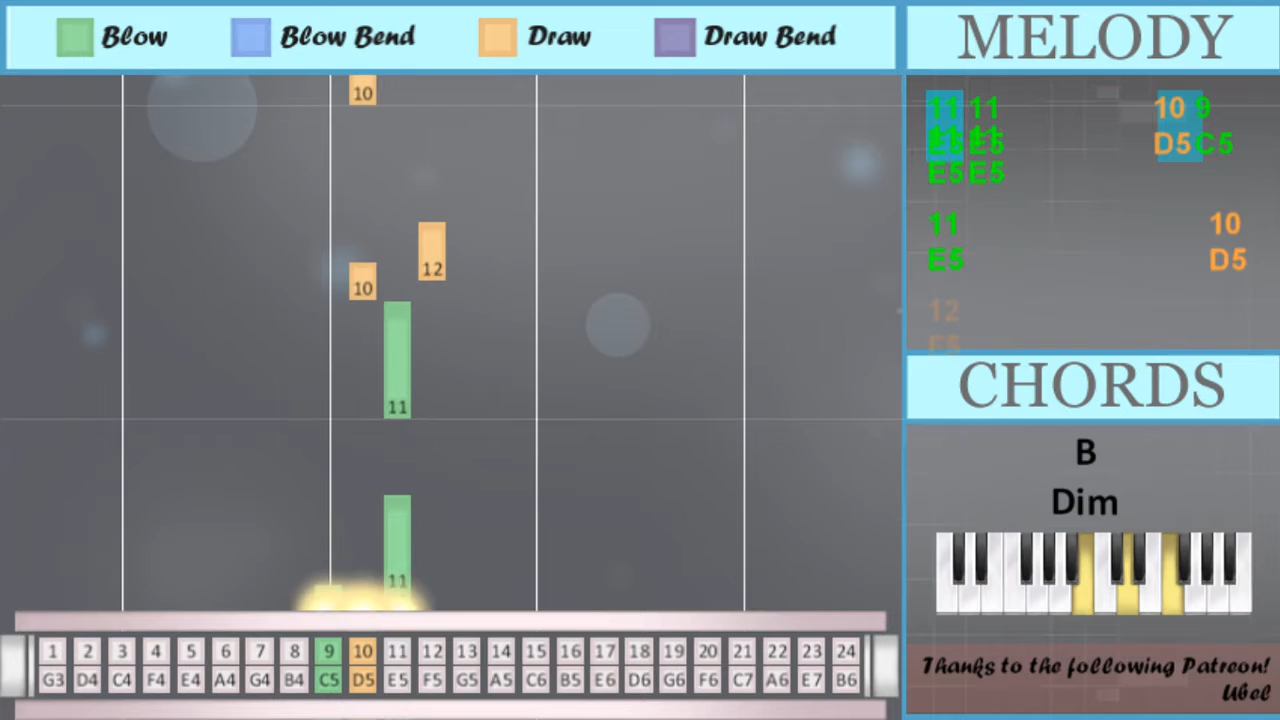 Blow Blow Bend Draw Draw Bend
MELODY
10
12
10
11
11
11 11
E5 E5
10 9
D5 C5
11
E5
10
D5
12
CHORDS
B
Dim
1 2 3 4 5 6 7 8 9 10 11 12 13 14 15 16 17 18 19 20 21 22 23 24
G3 D4 C4 F4 E4 A4 G4 B4 C5 D5 E5 F5 G5 A5 C6 B5 E6 D6 G6 F6 C7 A6 E7 B6
Thanks to the following Patreon!
Ubel